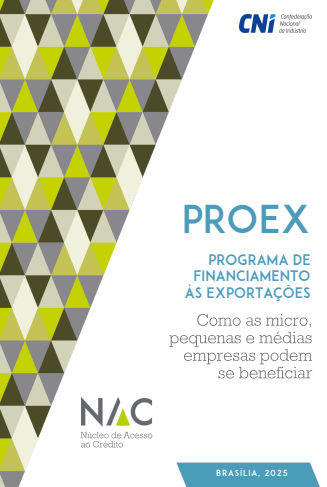 CNI
Confederação
Nacional
da Indústria
PROEX
PROGRAMA DE
FINANCIAMENTO
ÀS EXPORTAÇÕES
Como as micro,
pequenas e médias
empresas podem
se beneficiar
NAC
Núcleo de Acesso
ao Crédito
BRASÍLIA, 2025